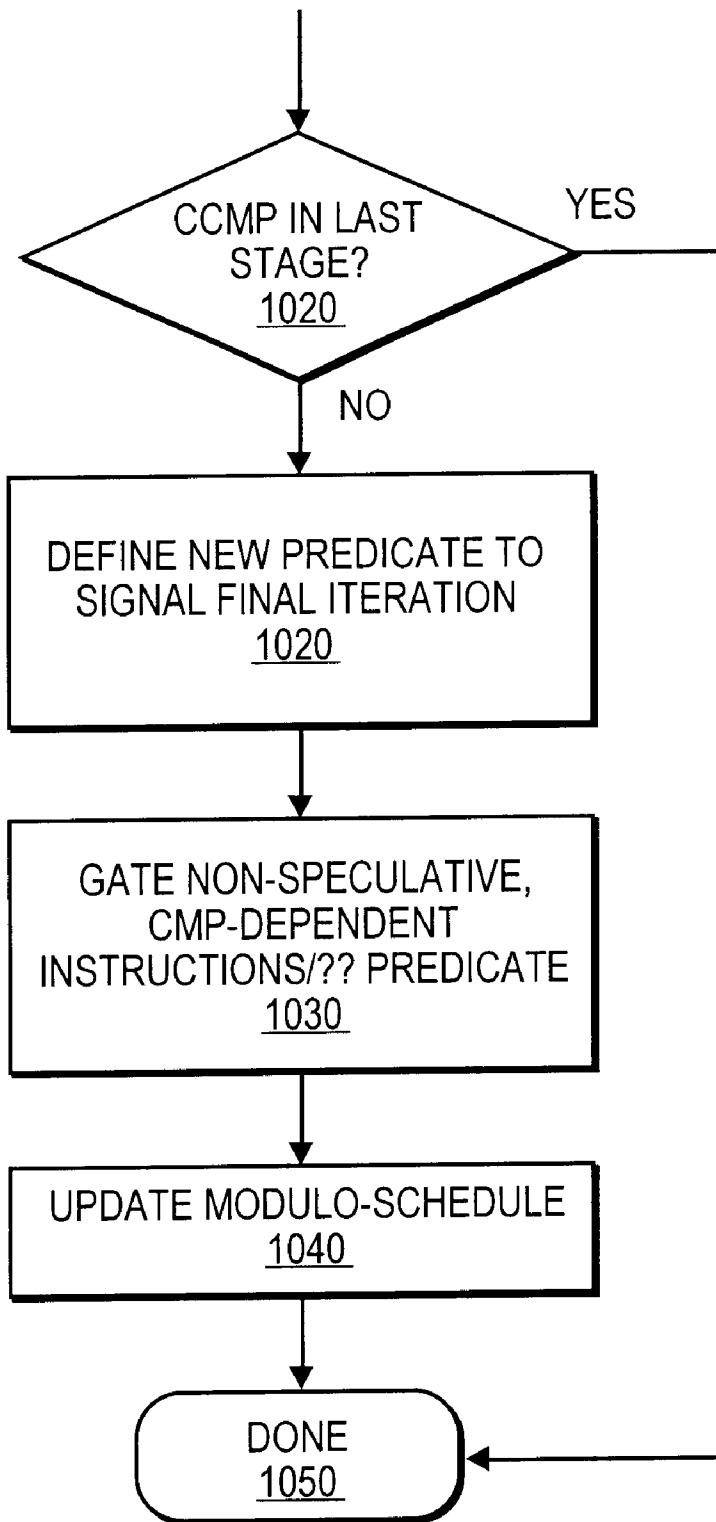 CCMP IN LAST
STAGE?
1020
YES
NO
DEFINE NEW PREDICATE TO
SIGNAL FINAL ITERATION
1020
GATE NON-SPECULATIVE,
CMP-DEPENDENT
INSTRUCTIONS/?? PREDICATE
1030
UPDATE MODULO-SCHEDULE
1040
DONE
1050